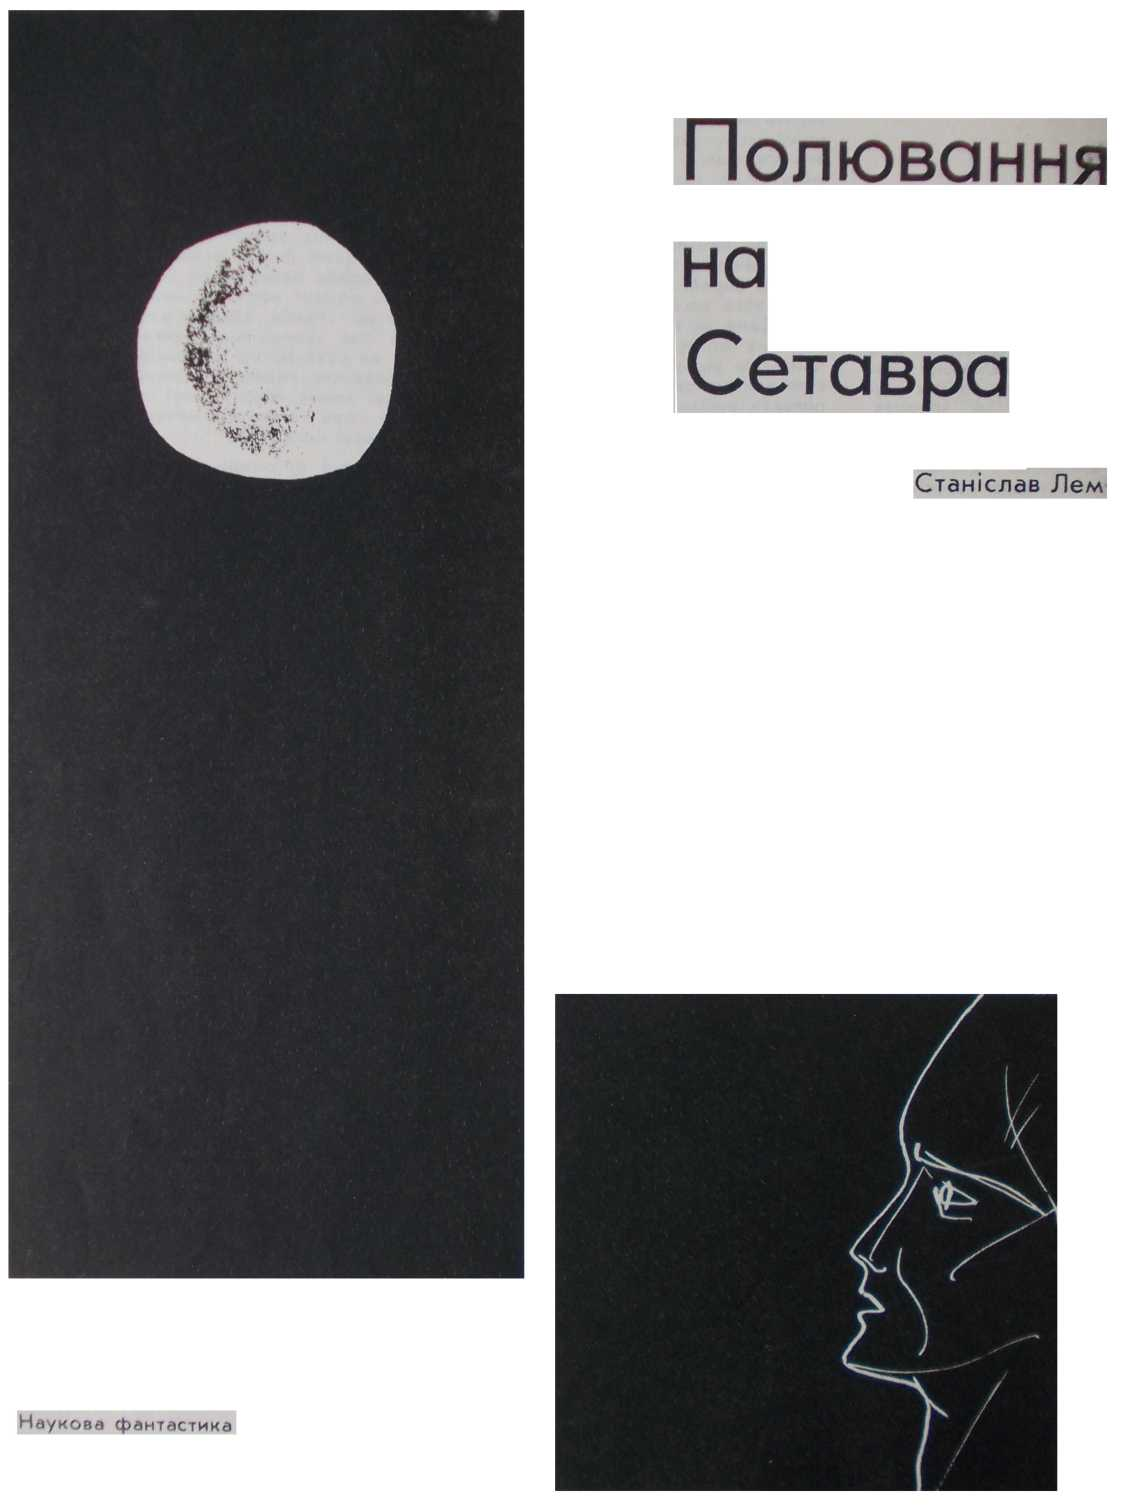 Полювання
на
Сетавра
Станіслав Лем
Наукова фантастика